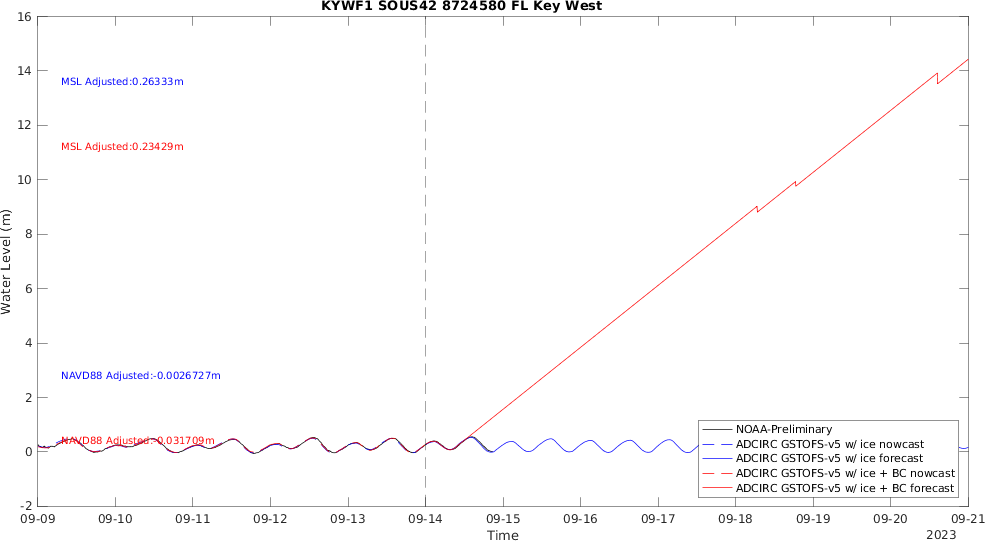 KYWF1 SOUS42 8724580 FL Key West
16
14
12
10
8
6
4
2
0
-2
Water Level (m)
MSL Adjusted:0.26333m
MSL Adjusted:0.23429m
NAVD88 Adjusted:-0.0026727m
NAVD88 Adjusted:-0.031709m
NOAA-Preliminary
ADCIRC GSTOFS-v5 w/ ice nowcast
ADCIRC GSTOFS-v5 w/ ice forecast
ADCIRC GSTOFS-v5 w/ ice + BC nowcast
ADCIRC GSTOFS-v5 w/ ice + BC forecast
09-09 09-10 09-11 09-12 09-13 09-14 09-15 09-16 09-17 09-18 09-19 09-20 09-21
Time
2023